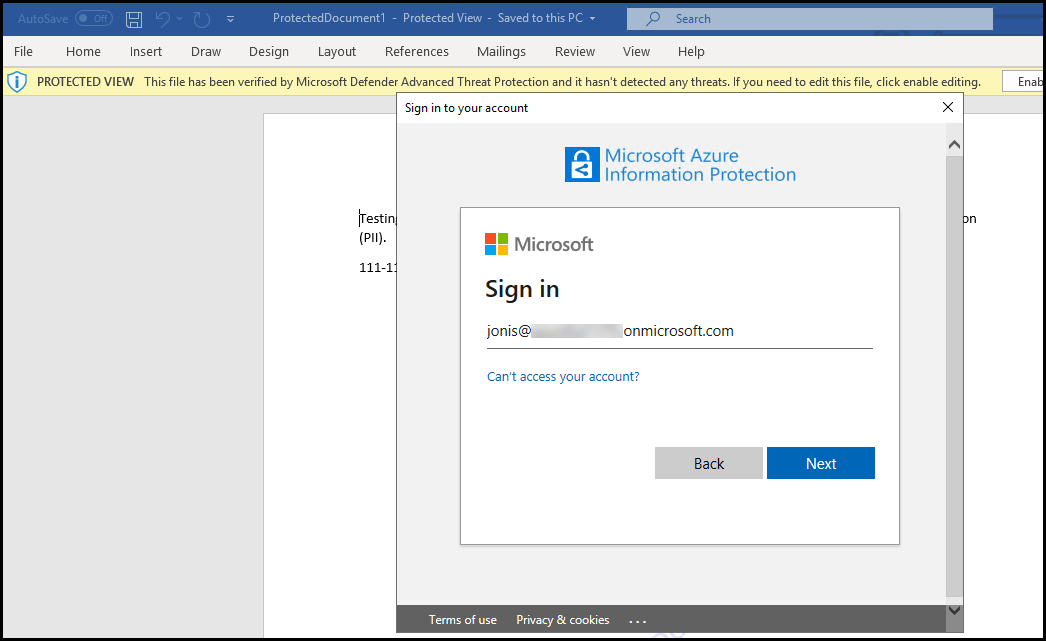 AutoSave Off ProtectedDocument1 - Protected View - Saved to this PC Search
File Home Insert Draw Design Layout References Mailings Review View Help
PROTECTED VIEW This file has been verified by Microsoft Defender Advanced Threat Protection and it hasn't detected any threats. If you need to edit this file, click enable editing. Enab
Sign in to your account
Microsoft Azure
Information Protection
Testing on
(PII).
111-11
Microsoft
Sign in
jonis@ onmicrosoft.com
Can't access your account?
Back Next
Terms of use Privacy & cookies ...